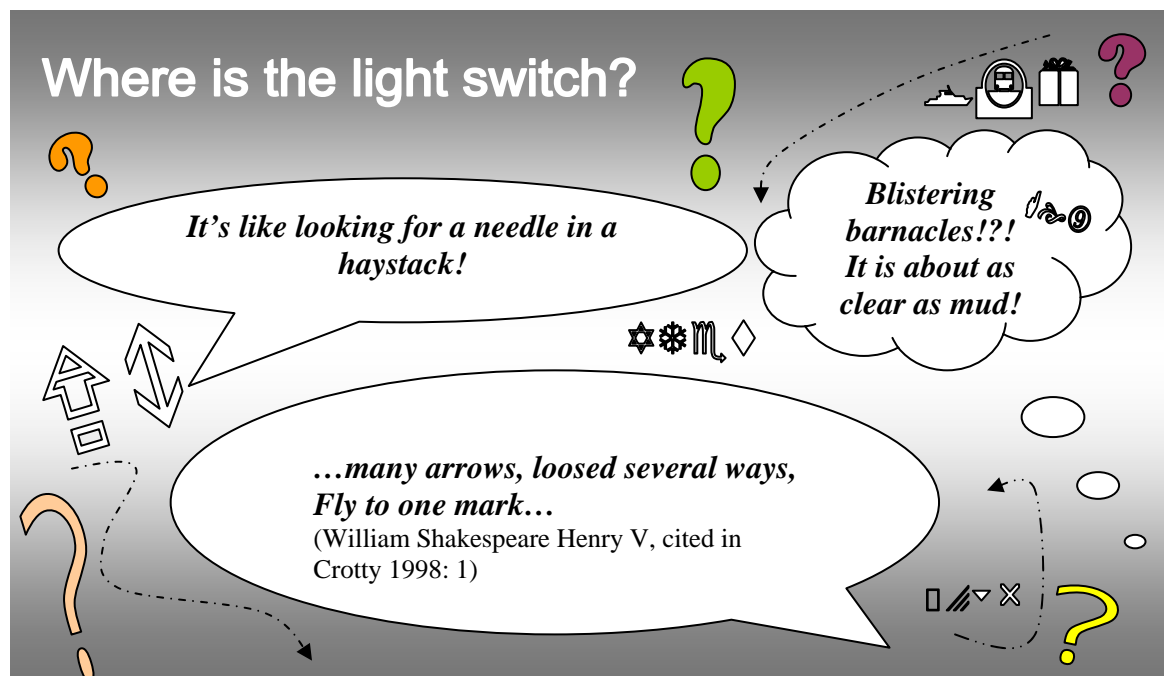 Where is the light switch?
It's like looking for a needle in a
haystack!
Blistering
barnacles!?!
It is about as
clear as mud!
…many arrows, loosed several ways,
Fly to one mark…
(William Shakespeare Henry V, cited in
Crotty 1998: 1)